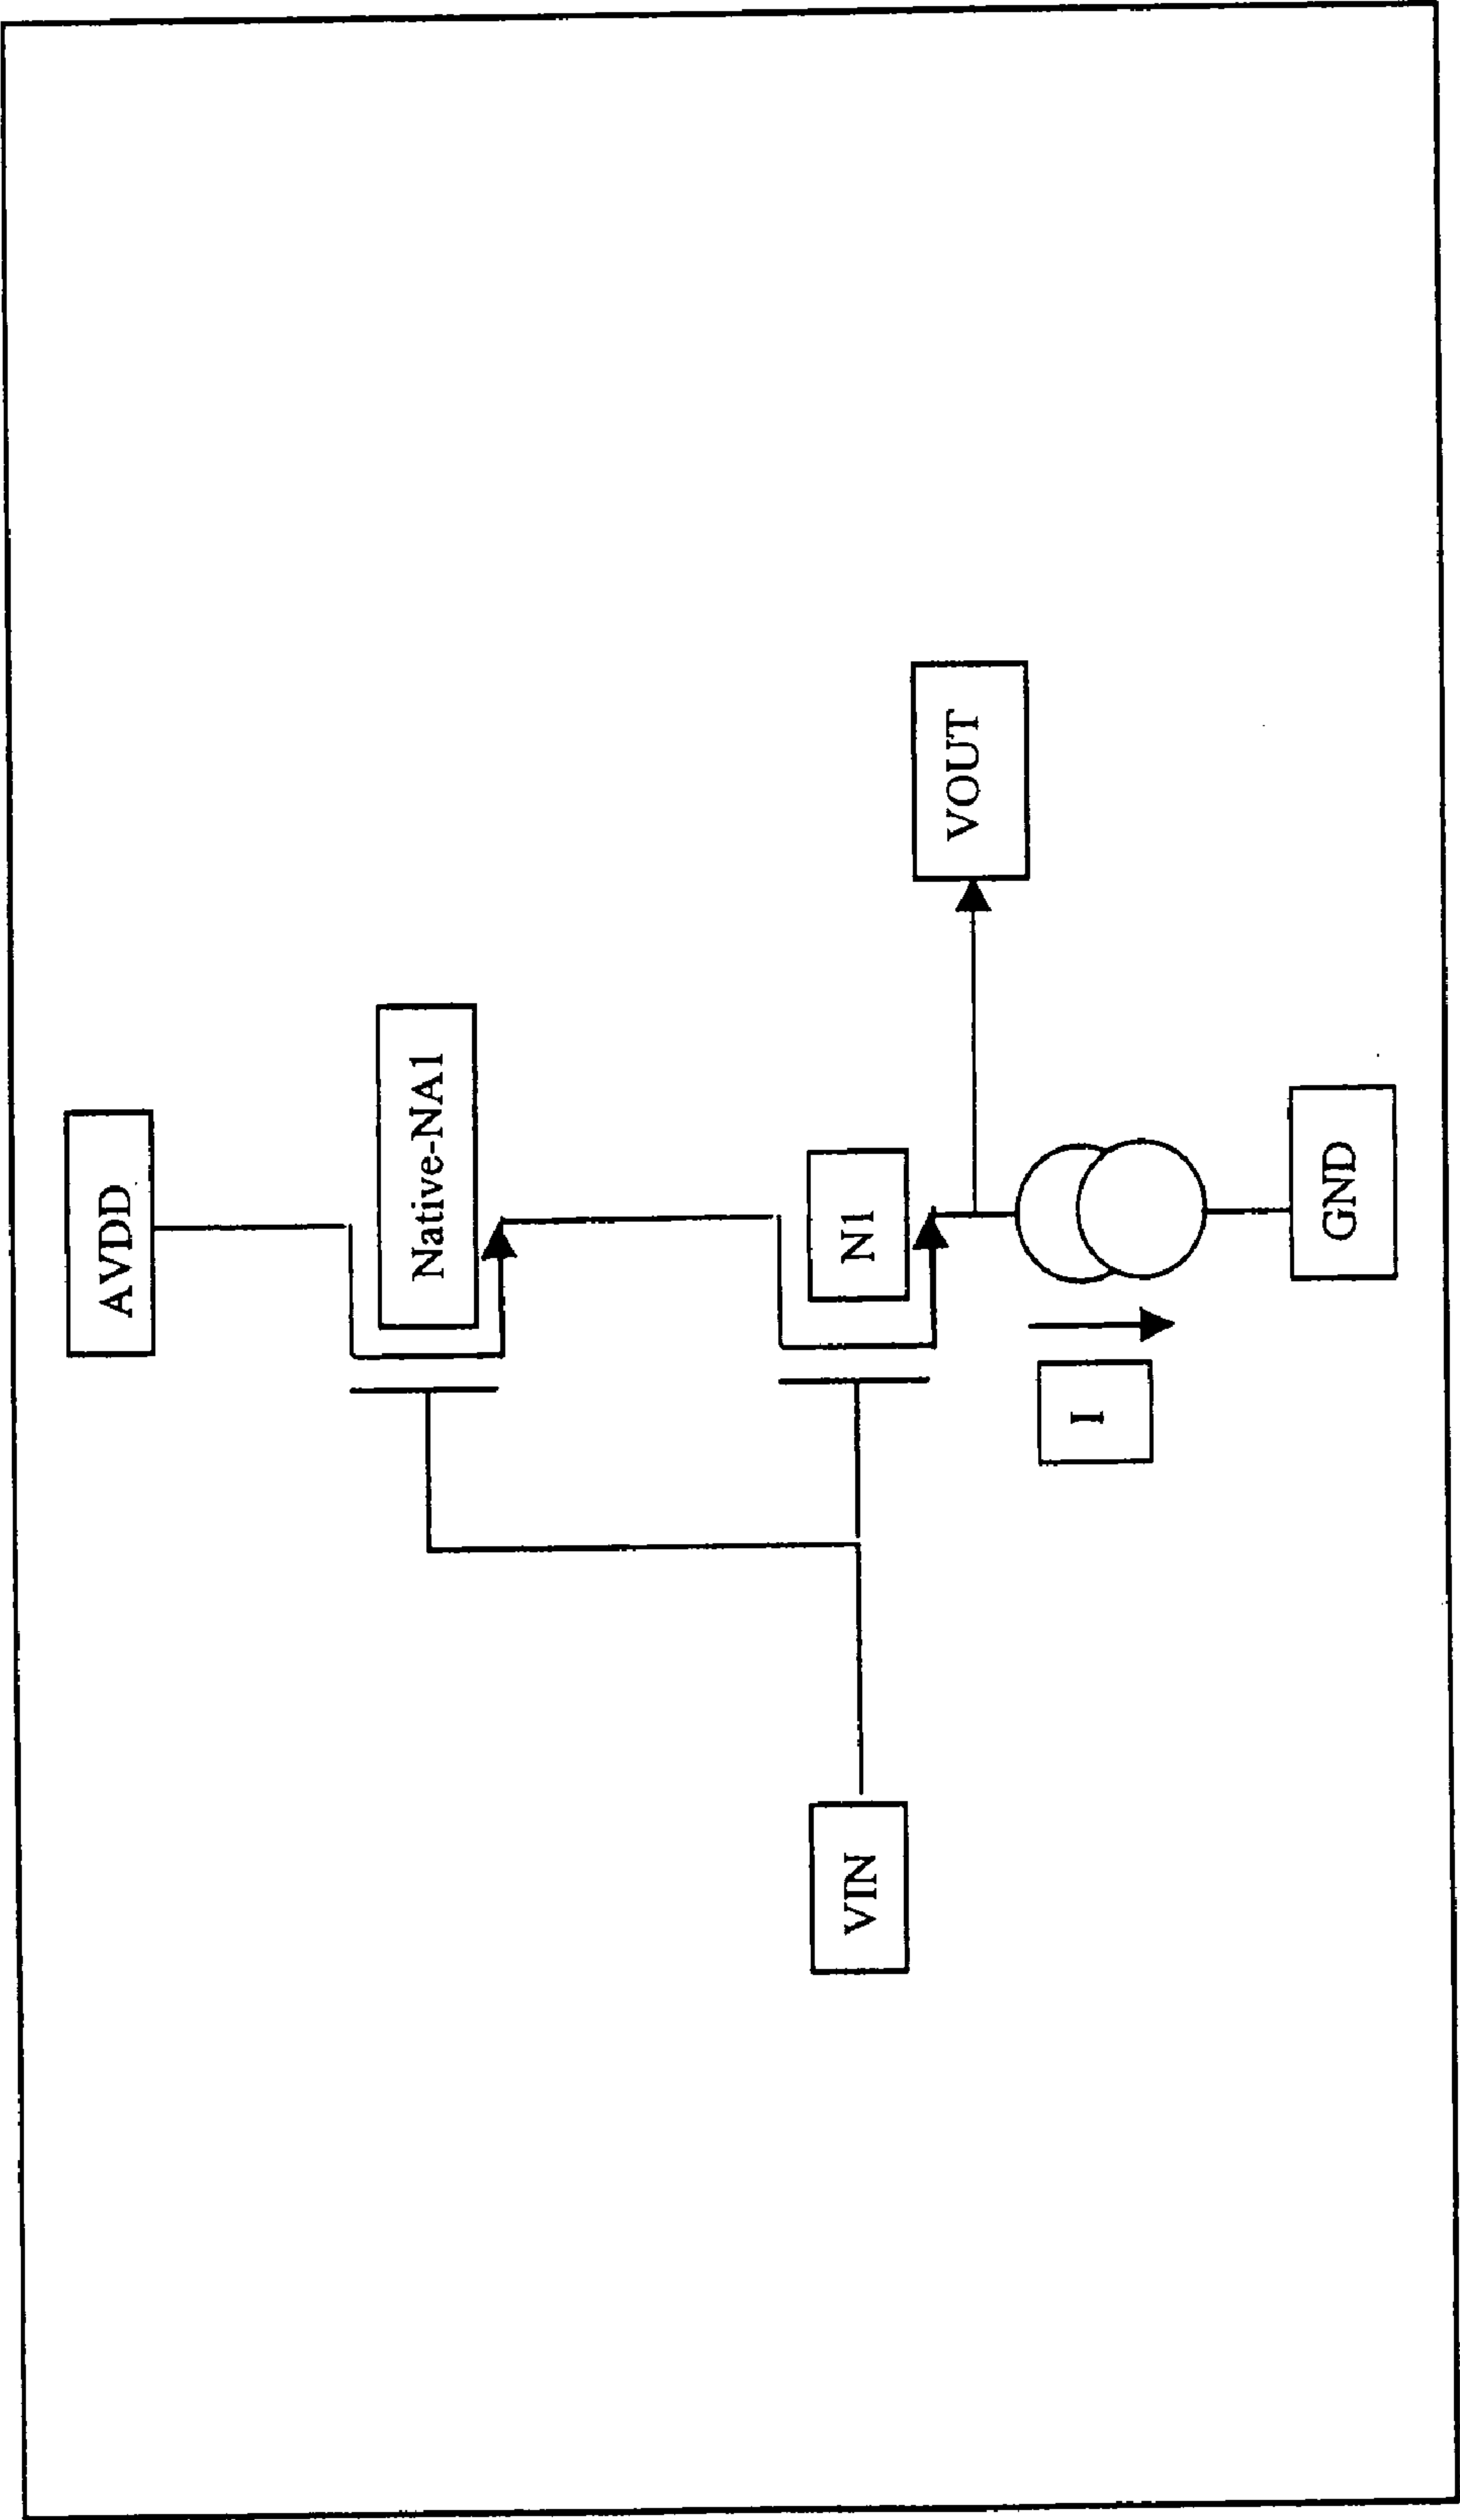 AVDD
Native-NA1
N1
VOUT
VIN
I
GND